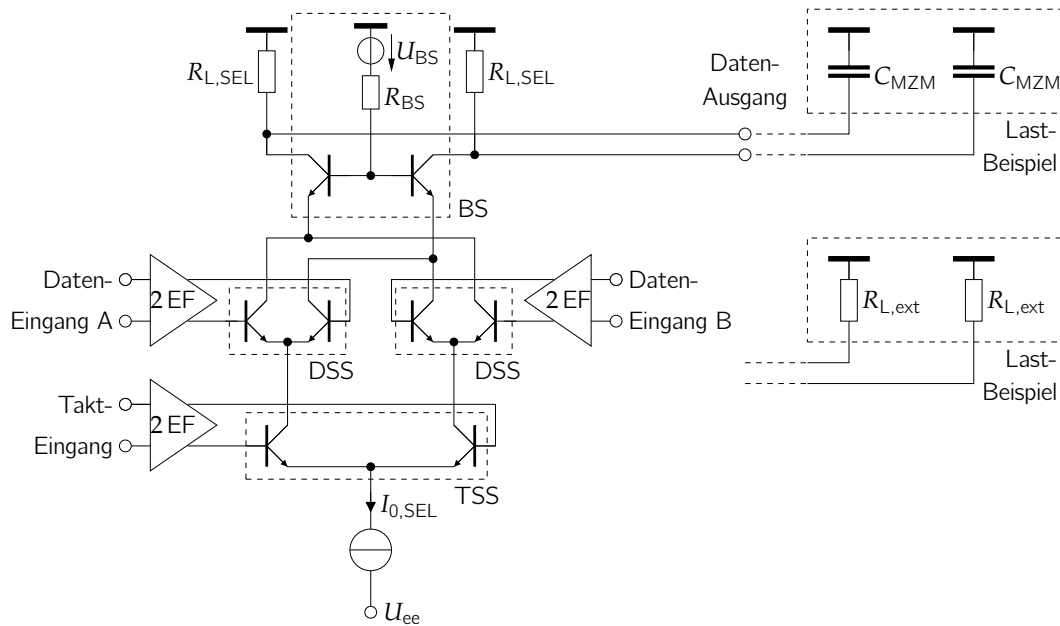 R_L,SEL
U_BS
R_BS
R_L,SEL
BS
Daten-
Ausgang
C_MZM
C_MZM
Last-
Beispiel
Daten-
Eingang A
2 EF
DSS
DSS
2 EF
Daten-
Eingang B
R_L,ext
R_L,ext
Last-
Beispiel
Takt-
Eingang
2 EF
TSS
I_0,SEL
U_ee